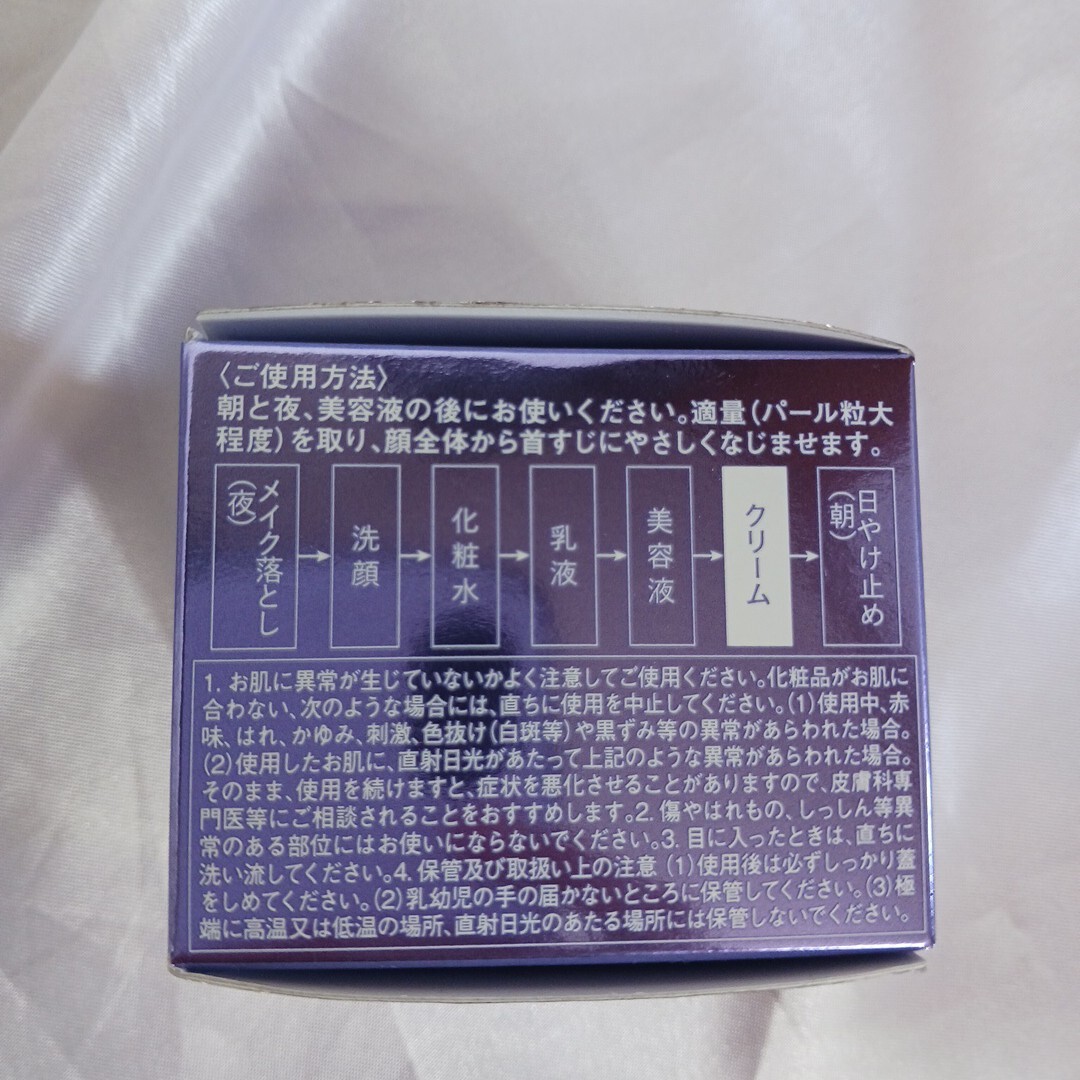 〈ご使用方法〉
朝と夜、美容液の後にお使いください。適量(パール粒大
程度)を取り、顔全体から首すじにやさしくなじませます。
メイク落とし
(夜)
洗顔
化粧水
乳液
美容液
クリーム
日やけ止め
(朝)
1. お肌に異常が生じていないかよく注意してご使用ください。化粧品がお肌に
合わない、次のような場合には、直ちに使用を中止してください。(1)使用中、赤
味、はれ、かゆみ、刺激、色抜け(白斑等)や黒ずみ等の異常があらわれた場合。
(2)使用したお肌に、直射日光があたって上記のような異常があらわれた場合。
そのまま、使用を続けますと、症状を悪化させることがありますので、皮膚科専
門医等にご相談されることをおすすめします。2. 傷やはれもの、しっしん等異
常のある部位にはお使いにならないでください。3. 目に入ったときは、直ちに
洗い流してください。4. 保管及び取扱い上の注意 (1)使用後は必ずしっかり蓋
をしめてください。(2)乳幼児の手の届かないところに保管してください。(3)極
端に高温又は低温の場所、直射日光のあたる場所には保管しないでください。